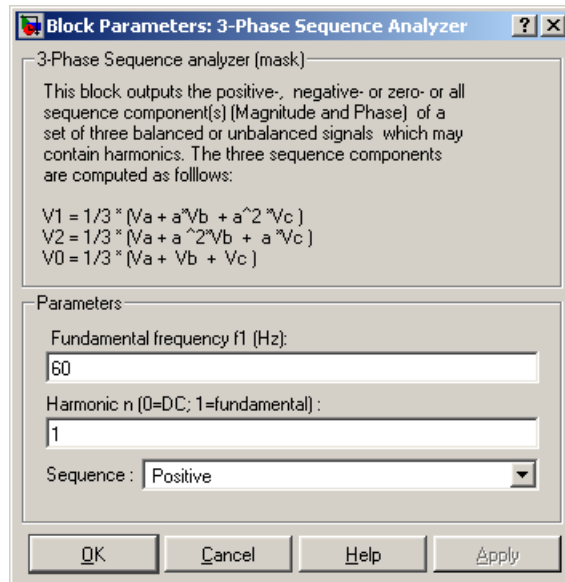 Block Parameters: 3-Phase Sequence Analyzer
3-Phase Sequence analyzer (mask)
This block outputs the positive-, negative- or zero- or all
sequence component(s) (Magnitude and Phase) of a
set of three balanced or unbalanced signals which may
contain harmonics. The three sequence components
are computed as folllows:
V1 = 1/3 * (Va + a*Vb + a^2 *Vc )
V2 = 1/3 * (Va + a ^2*Vb + a *Vc )
V0 = 1/3 * (Va + Vb + Vc )
Parameters
Fundamental frequency f1 (Hz):
60
Harmonic n (0=DC; 1=fundamental) :
1
Sequence : Positive
OK Cancel Help Apply